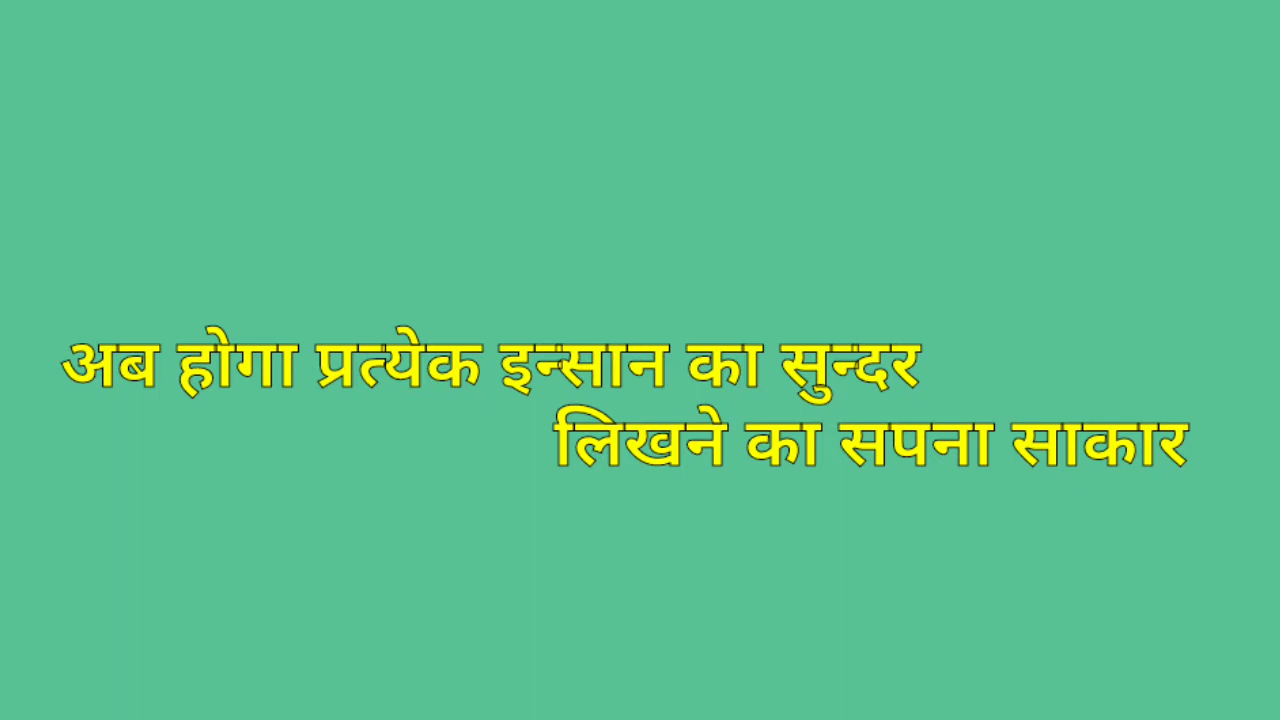 अब होगा प्रत्येक इन्सान का सुन्दर
लिखने का सपना साकार